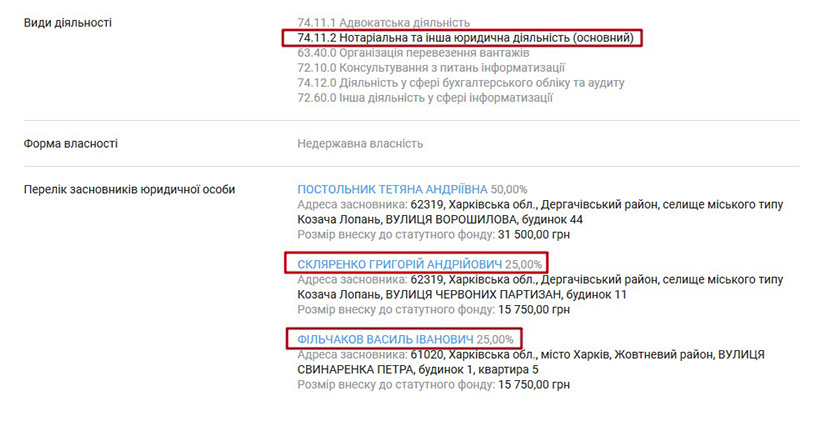 Види діяльності
74.11.1 Адвокатська діяльність
74.11.2 Нотаріальна та інша юридична діяльність (основний)
63.40.0 Організація перевезення вантажів
72.10.0 Консультування з питань інформатизації
74.12.0 Діяльність у сфері бухгалтерського обліку та аудиту
72.60.0 Інша діяльність у сфері інформатизації
Форма власності
Недержавна власність
Перелік засновників юридичної особи
ПОСТОЛЬНИК ТЕТЯНА АНДРІЇВНА 50,00%
Адреса засновника: 62319, Харківська обл., Дергачівський район, селище міського типу
Козача Лопань, ВУЛИЦЯ ВОРОШИЛОВА, будинок 44
Розмір внеску до статутного фонду: 31 500,00 грн
СКЛЯРЕНКО ГРИГОРІЙ АНДРІЙОВИЧ 25,00%
Адреса засновника: 62319, Харківська обл., Дергачівський район, селище міського типу
Козача Лопань, ВУЛИЦЯ ЧЕРВОНИХ ПАРТИЗАН, будинок 11
Розмір внеску до статутного фонду: 15 750,00 грн
ФІЛЬЧАКОВ ВАСИЛЬ ІВАНОВИЧ 25,00%
Адреса засновника: 61020, Харківська обл., місто Харків, Жовтневий район, ВУЛИЦЯ
СВИНАРЕНКА ПЕТРА, будинок 1, квартира 5
Розмір внеску до статутного фонду: 15 750,00 грн